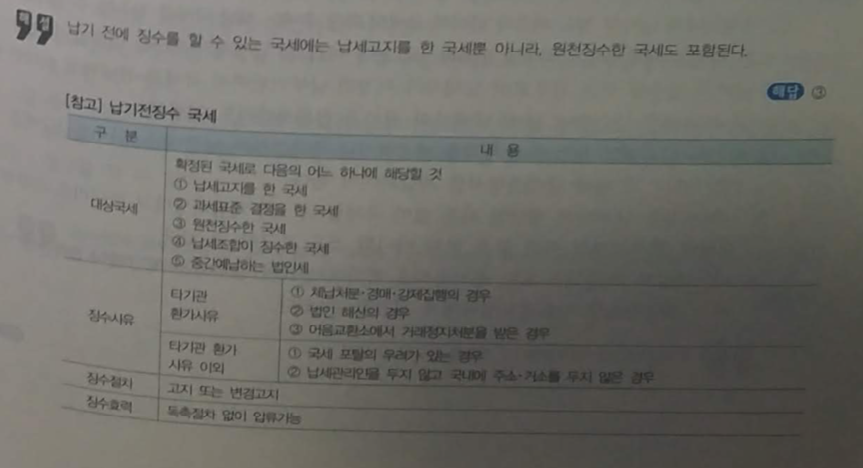 해설
납기 전에 징수를 할 수 있는 국세에는 납세고지를 한 국세뿐 아니라, 원천징수한 국세도 포함된다.
해답 ③
[참고] 납기전징수 국세
구 분 내 용
대상국세
확정된 국세로 다음의 어느 하나에 해당할 것
① 납세고지를 한 국세
② 과세표준 결정을 한 국세
③ 원천징수한 국세
④ 납세조합이 징수한 국세
⑤ 중간예납하는 법인세
징수사유
타기관
환가사유
① 체납처분·경매·강제집행의 경우
② 법인 해산의 경우
③ 어음교환소에서 거래정지처분을 받은 경우
타기관 환가
사유 이외
① 국세 포탈의 우려가 있는 경우
② 납세관리인을 두지 않고 국내에 주소·거소를 두지 않은 경우
징수절차 고지 또는 변경고지
징수효력 독촉절차 없이 압류가능